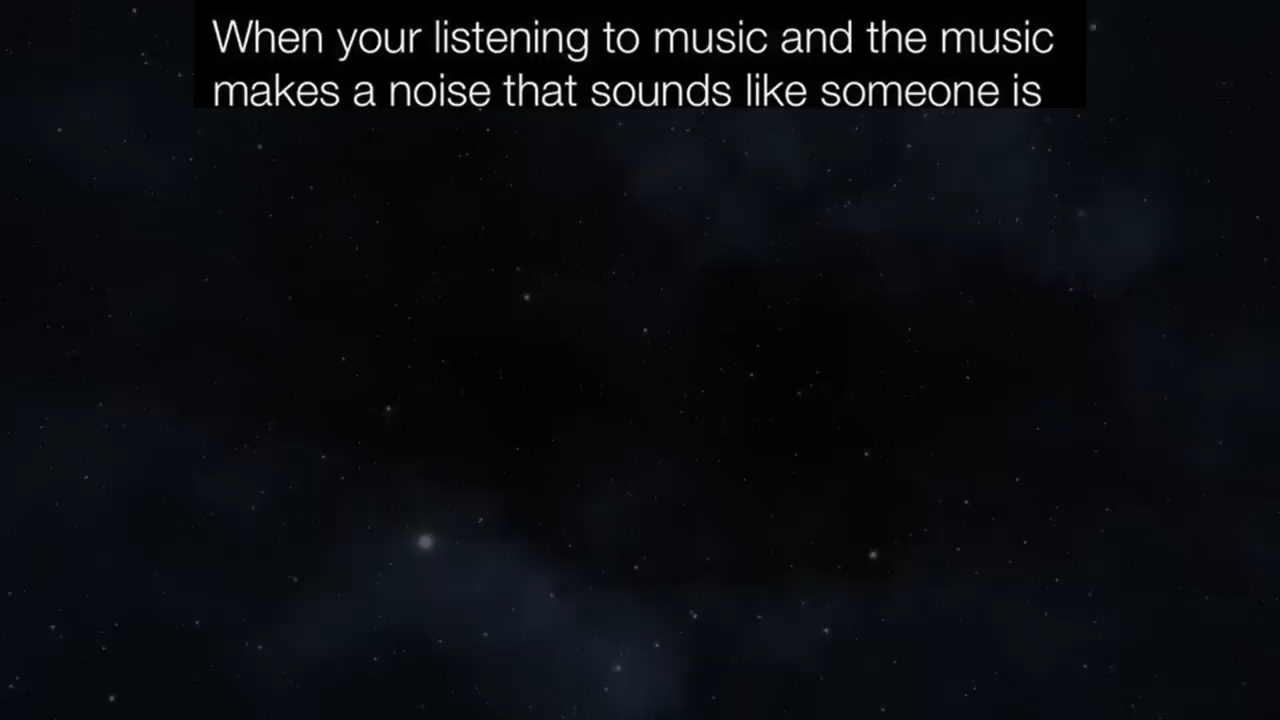 When your listening to music and the music
makes a noise that sounds like someone is